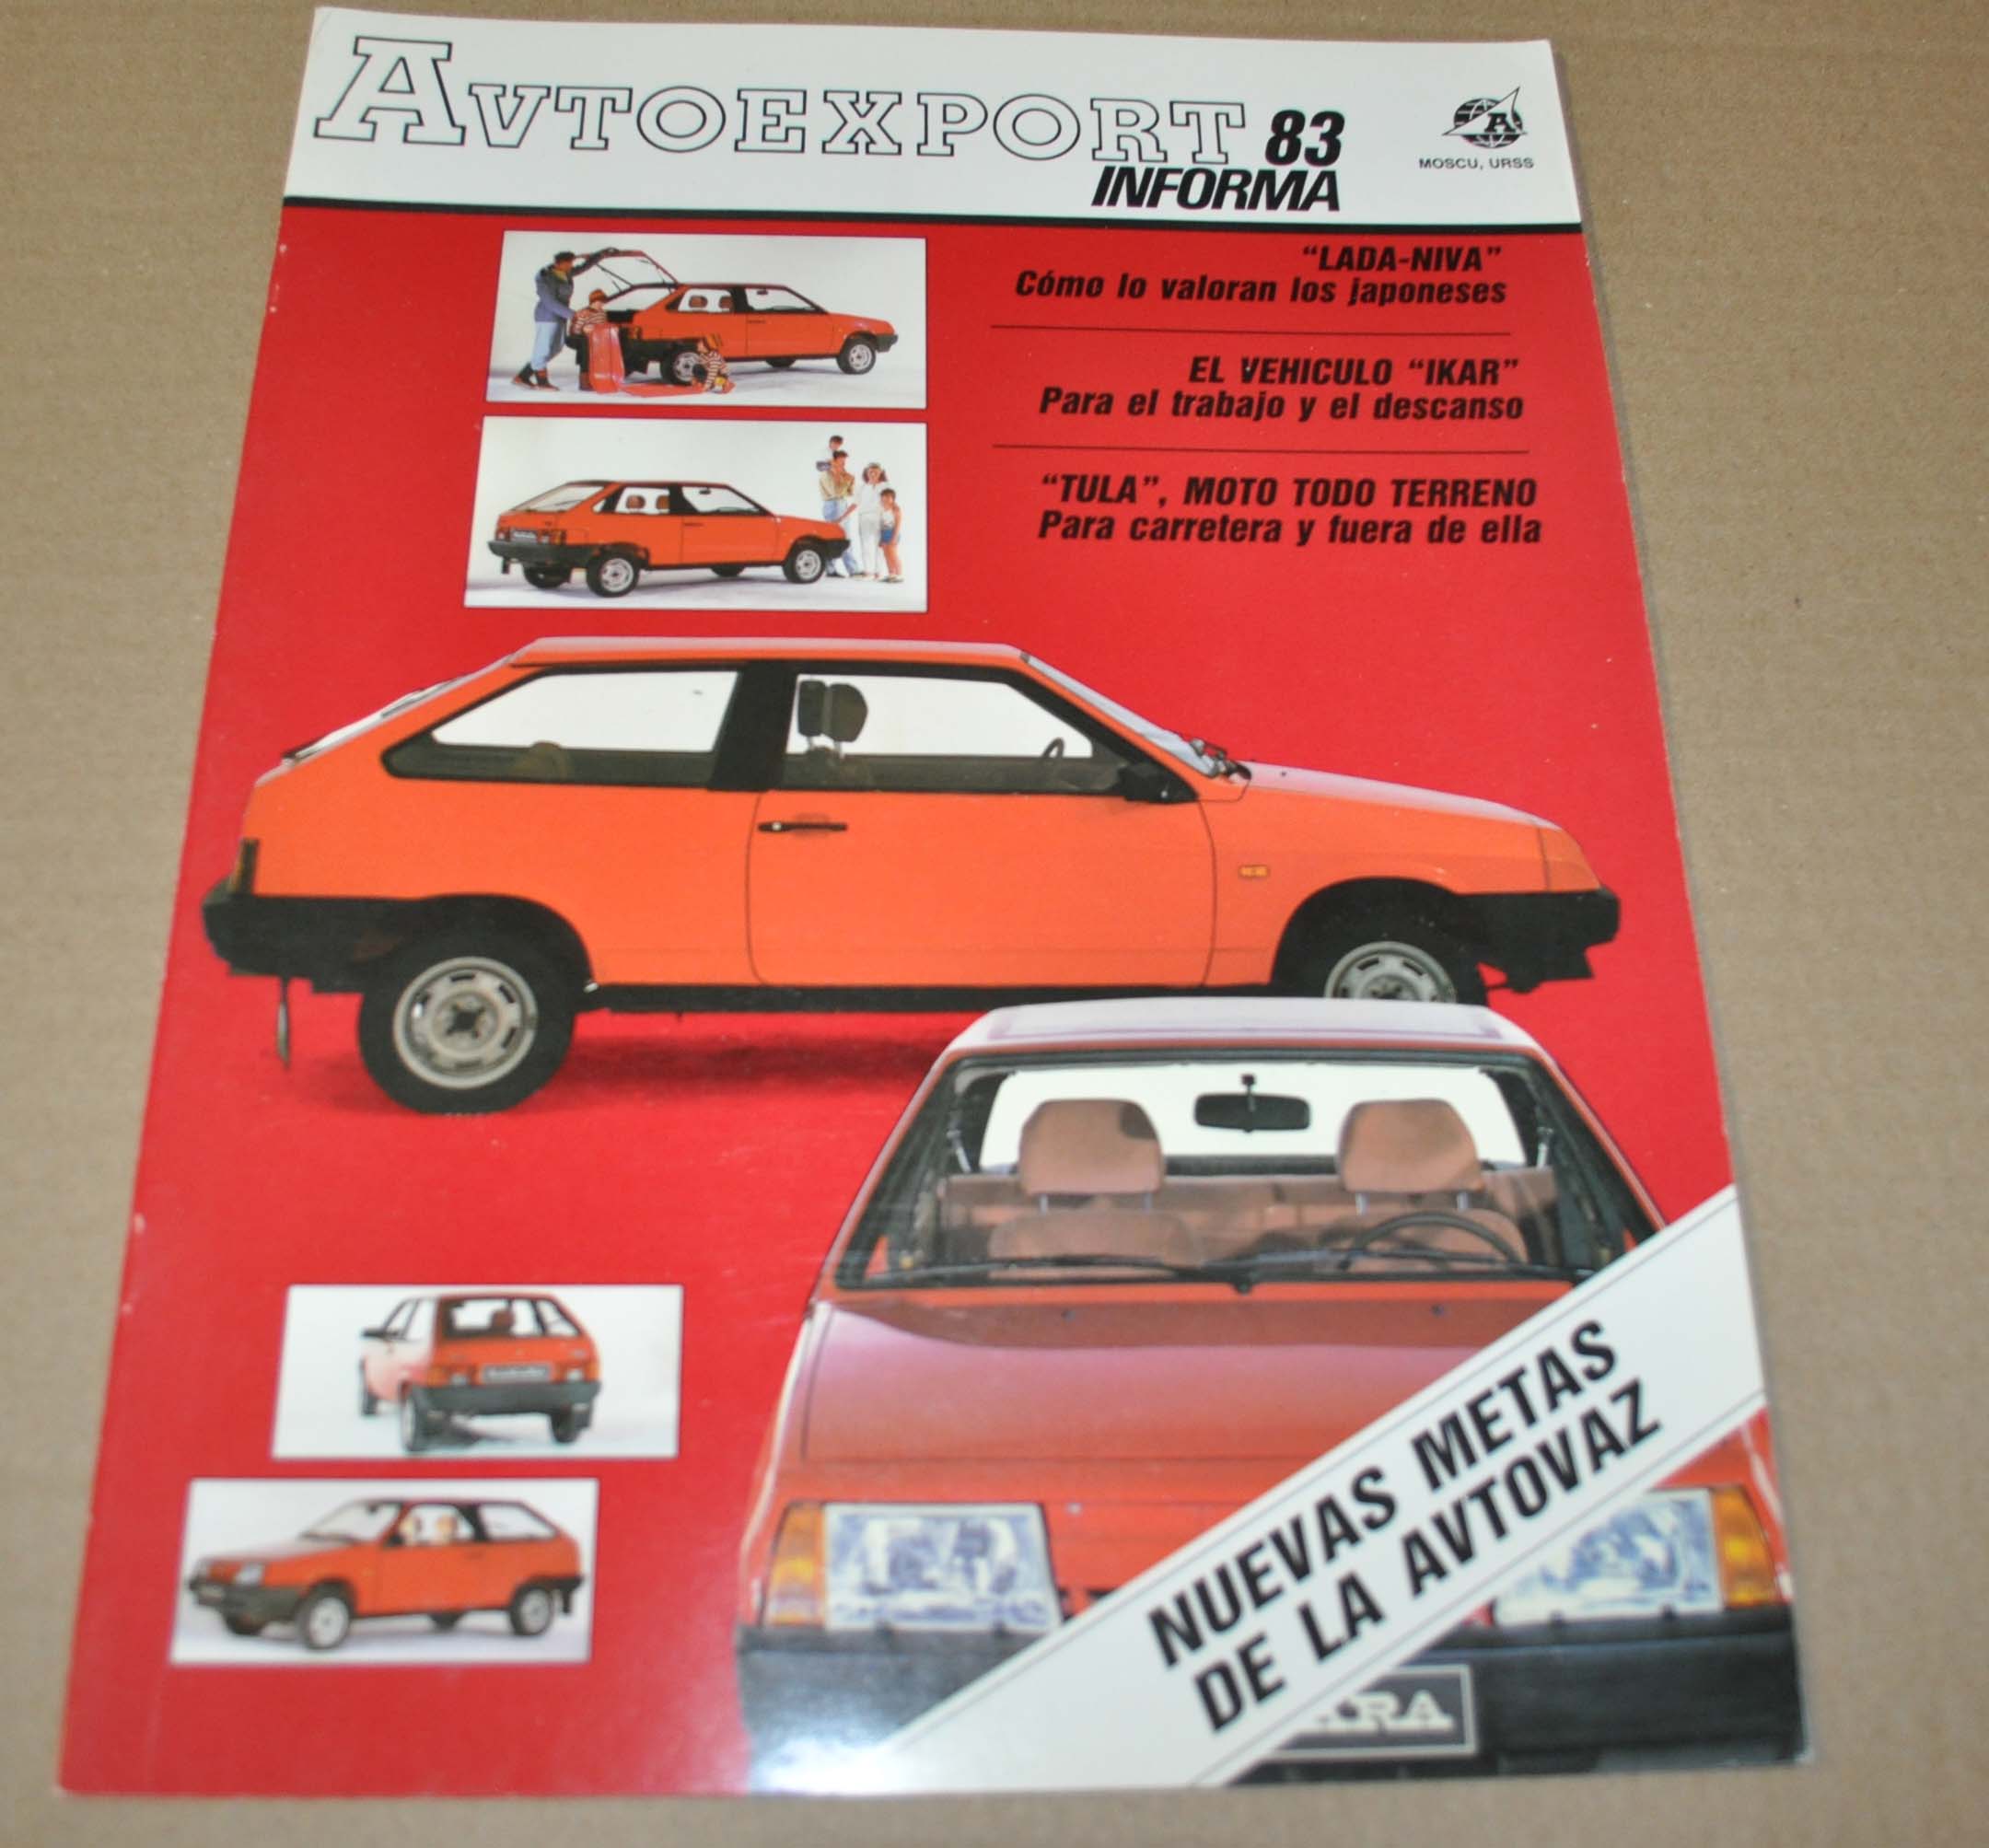 AVTOEXPORT 83
INFORMA
A
MOSCU, URSS
“LADA-NIVA”
Cómo lo valoran los japoneses
EL VEHICULO “IKAR”
Para el trabajo y el descanso
“TULA”, MOTO TODO TERRENO
Para carretera y fuera de ella
NUEVAS METAS
DE LA AVTOVAZ
ARA